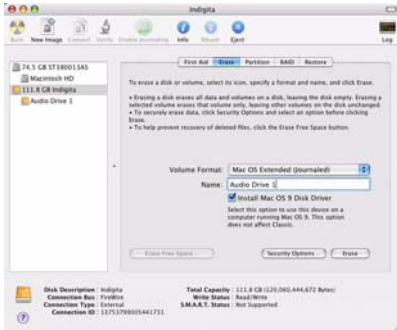 Indigita
Burn New Image Convert Verify Enable Journaling Info Mount Eject Log
First Aid Erase Partition RAID Restore
74.5 GB ST380013AS
Macintosh HD
111.8 GB Indigita
Audio Drive 1
To erase a disk or volume, select its icon, specify a format and name, and click Erase.
• Erasing a disk erases all data and volumes on a disk, leaving the disk empty. Erasing a
selected volume erases that volume only, leaving other volumes on the disk unchanged.
• To securely erase data, click Security Options and select an option before clicking
Erase.
• To help prevent recovery of deleted files, click the Erase Free Space button.
Volume Format: Mac OS Extended (Journaled)
Name: Audio Drive 1
Install Mac OS 9 Disk Driver
Select this option to use this device on a
computer running Mac OS 9. This option
does not affect Classic.
Erase Free Space... Security Options... Erase...
Disk Description : Indigita Total Capacity : 111.8 GB (120,060,444,672 Bytes)
Connection Bus : FireWire Write Status : Read/Write
Connection Type : External S.M.A.R.T. Status : Not Supported
Connection ID : 13753789005441731